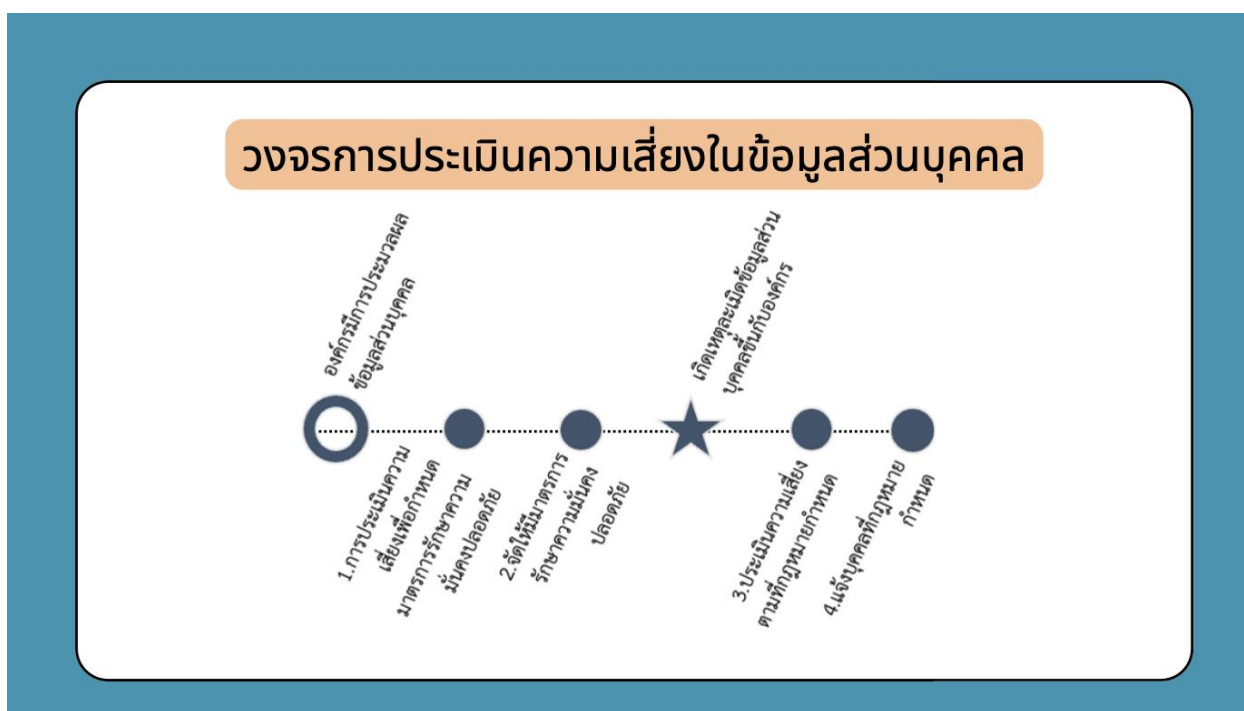 วงจรการประเมินความเสี่ยงในข้อมูลส่วนบุคคล
องค์กรมีการประมวลผล
ข้อมูลส่วนบุคคล
1.การประเมินความ
เสี่ยงเพื่อกำหนด
มาตรการรักษาความ
มั่นคงปลอดภัย
2.จัดให้มีมาตรการ
รักษาความมั่นคง
ปลอดภัย
เกิดเหตุละเมิดข้อมูลส่วน
บุคคลขึ้นกับองค์กร
3.ประเมินความเสี่ยง
ตามที่กฎหมายกำหนด
4.แจ้งบุคคลที่กฎหมาย
กำหนด